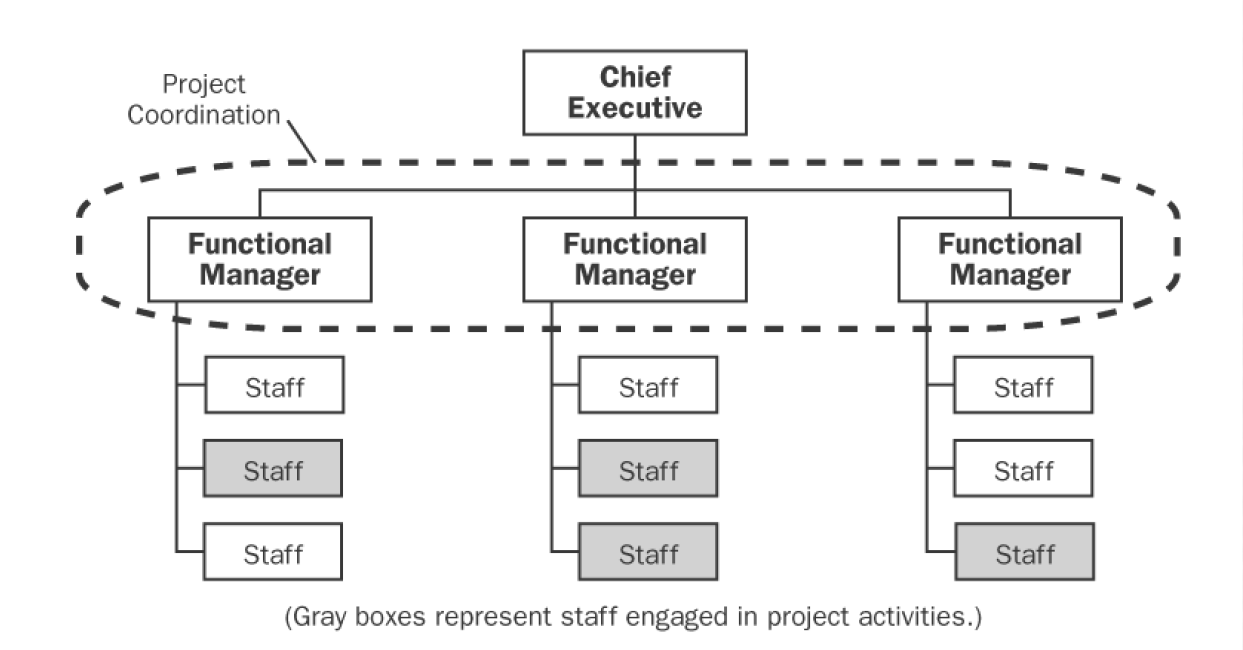 Chief
Executive
Project
Coordination
Functional
Manager
Functional
Manager
Functional
Manager
Staff
Staff
Staff
Staff
Staff
Staff
Staff
Staff
Staff
(Gray boxes represent staff engaged in project activities.)